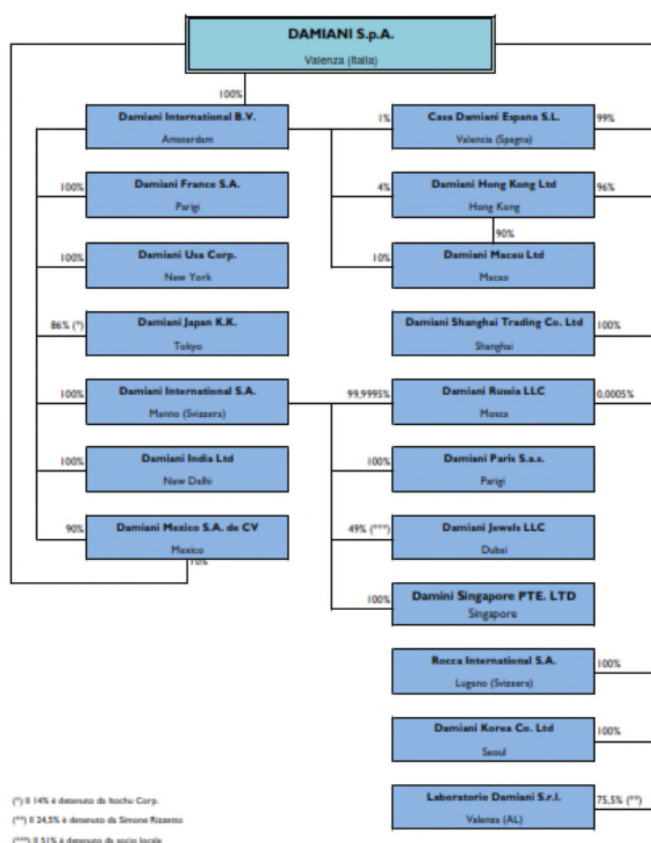 DAMIANI S.p.A.
Valenza (Italia)
100%
Damiani International B.V.
Amsterdam
1%
Casa Damiani Espana S.L.
Valencia (Spagna)
99%
100%
Damiani France S.A.
Parigi
4%
Damiani Hong Kong Ltd
Hong Kong
96%
90%
100%
Damiani Usa Corp.
New York
10%
Damiani Macau Ltd
Macao
86% (*)
Damiani Japan K.K.
Tokyo
Damiani Shanghai Trading Co. Ltd
Shanghai
100%
100%
Damiani International S.A.
Manno (Svizzera)
99,9995%
Damiani Russia LLC
Mosca
0,0005%
100%
Damiani India Ltd
New Delhi
100%
Damiani Paris S.a.s.
Parigi
90%
Damiani Mexico S.A. de CV
Mexico
10%
49% (***)
Damiani Jewels LLC
Dubai
100%
Damini Singapore PTE. LTD
Singapore
Rocca International S.A.
Lugano (Svizzera)
100%
Damiani Korea Co. Ltd
Seoul
100%
Laboratorio Damiani S.r.l.
Valenza (AL)
75,5% (**)
(*) Il 14% è detenuto da Itochu Corp.
(**) Il 24,5% è detenuto da Simone Rizzetto
(***) Il 51% è detenuto da socio locale